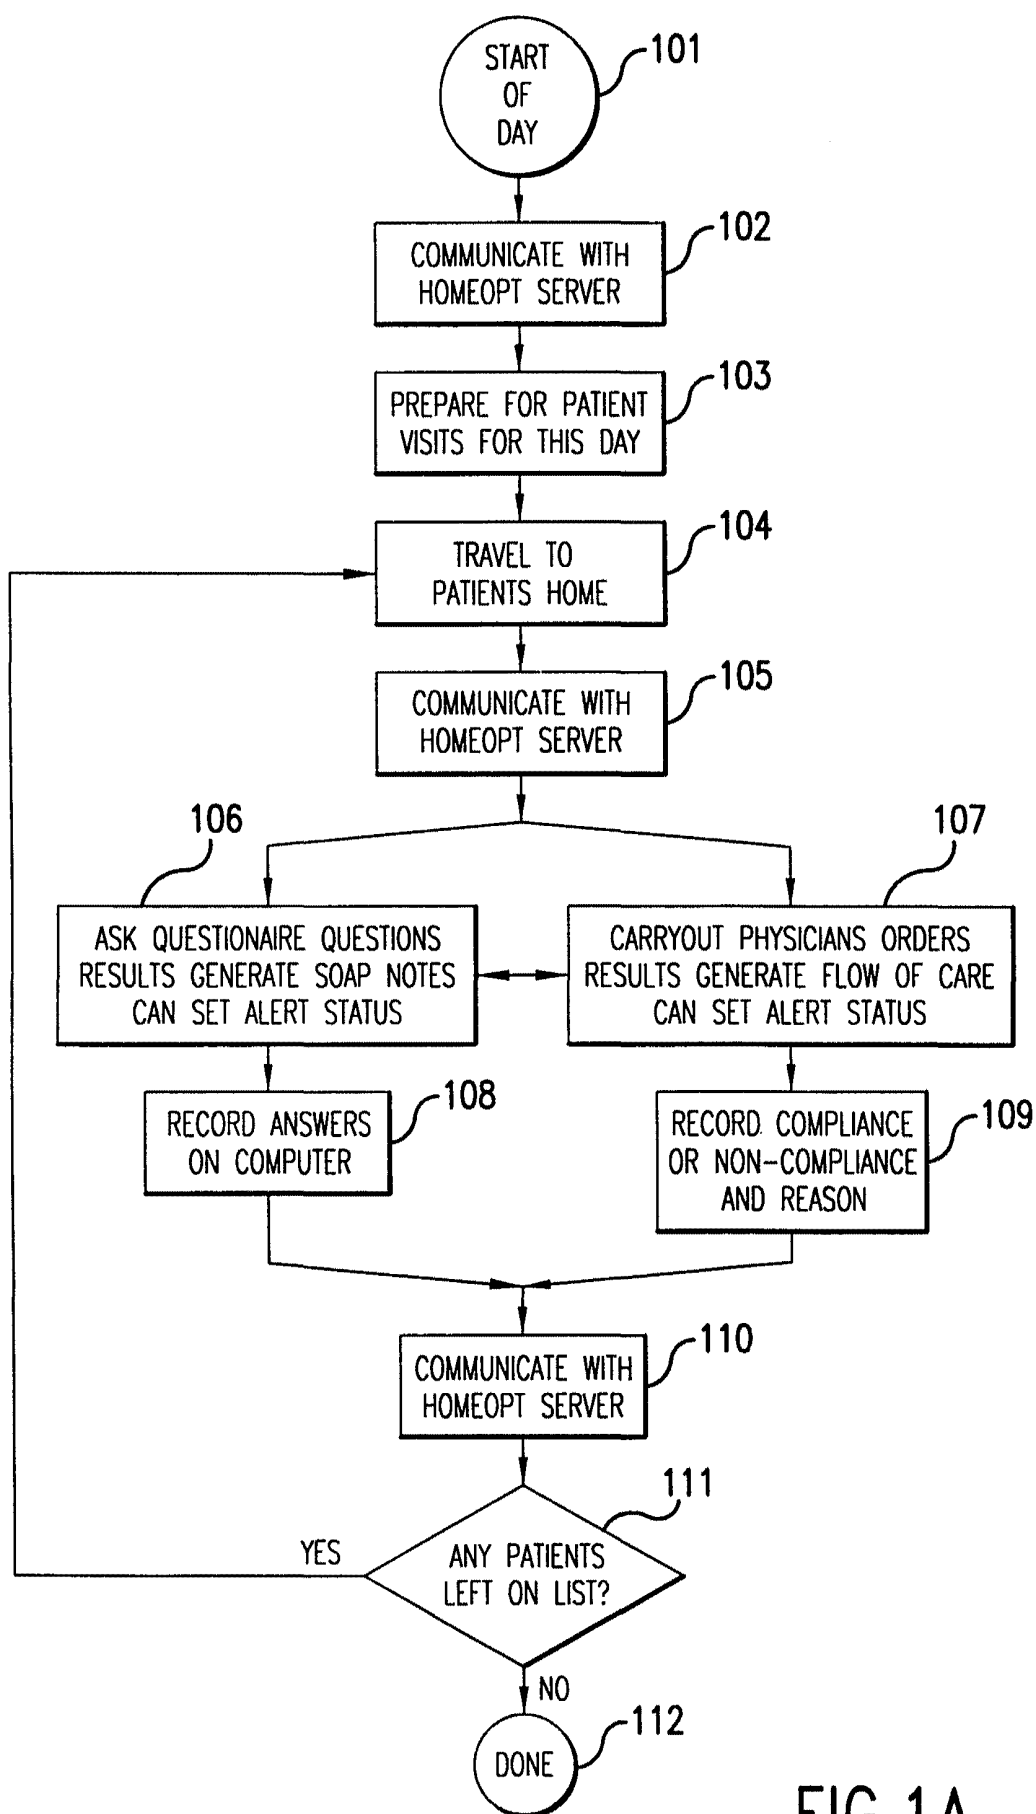 START
OF
DAY
101
COMMUNICATE WITH
HOMEOPT SERVER
102
PREPARE FOR PATIENT
VISITS FOR THIS DAY
103
TRAVEL TO
PATIENTS HOME
104
COMMUNICATE WITH
HOMEOPT SERVER
105
106
ASK QUESTIONAIRE QUESTIONS
RESULTS GENERATE SOAP NOTES
CAN SET ALERT STATUS
107
CARRYOUT PHYSICIANS ORDERS
RESULTS GENERATE FLOW OF CARE
CAN SET ALERT STATUS
RECORD ANSWERS
ON COMPUTER
108
RECORD COMPLIANCE
OR NON-COMPLIANCE
AND REASON
109
COMMUNICATE WITH
HOMEOPT SERVER
110
111
ANY PATIENTS
LEFT ON LIST?
YES
NO
DONE
112
FIG.1A